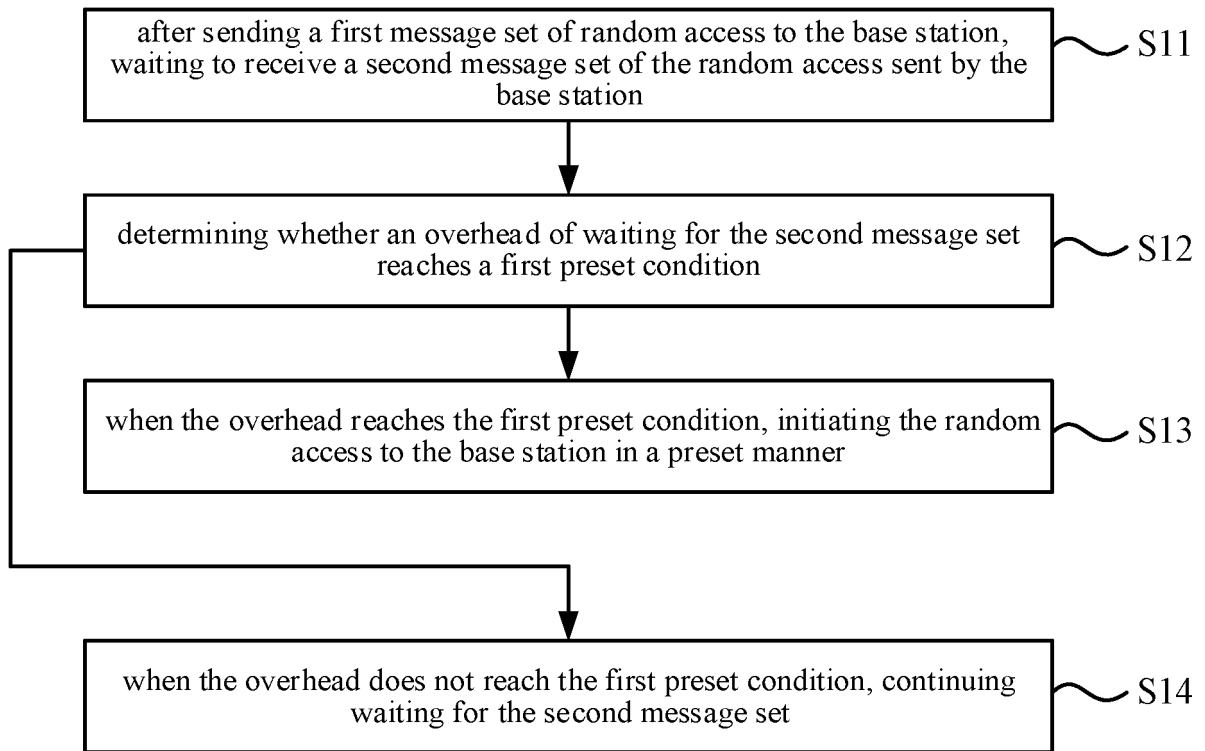 after sending a first message set of random access to the base station,
waiting to receive a second message set of the random access sent by the
base station
S11
determining whether an overhead of waiting for the second message set
reaches a first preset condition
S12
when the overhead reaches the first preset condition, initiating the random
access to the base station in a preset manner
S13
when the overhead does not reach the first preset condition, continuing
waiting for the second message set
S14